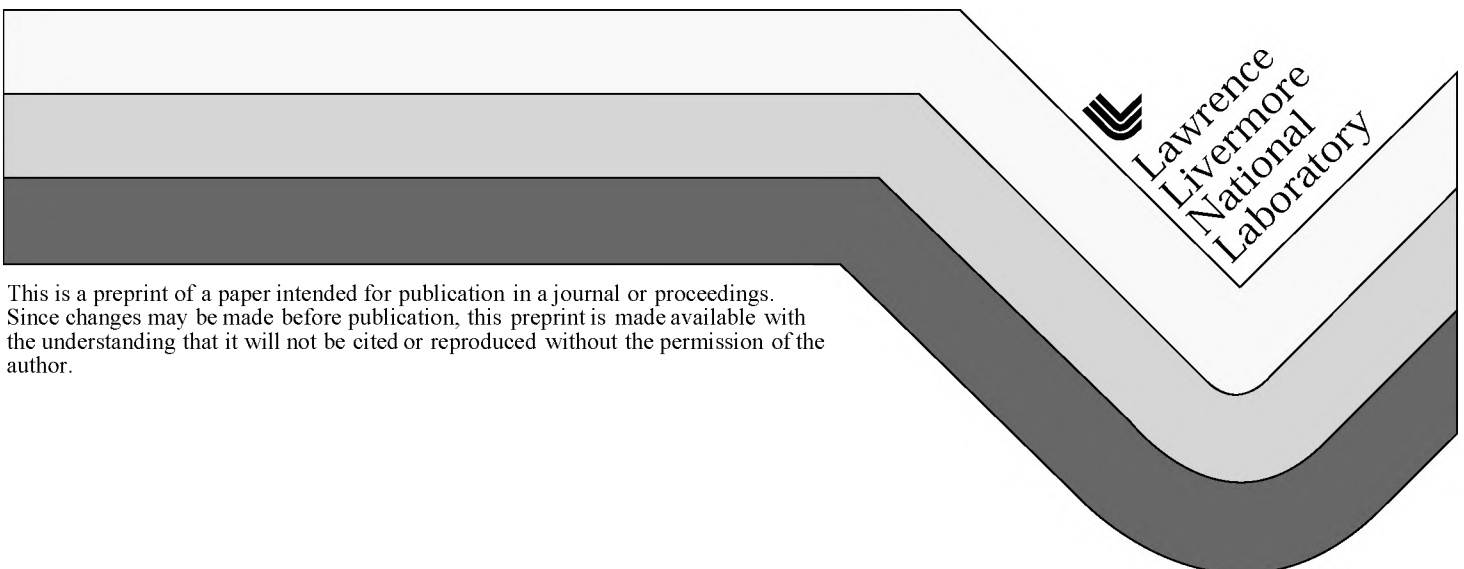 Lawrence
Livermore
National
Laboratory
This is a preprint of a paper intended for publication in a journal or proceedings.
Since changes may be made before publication, this preprint is made available with
the understanding that it will not be cited or reproduced without the permission of the
author.